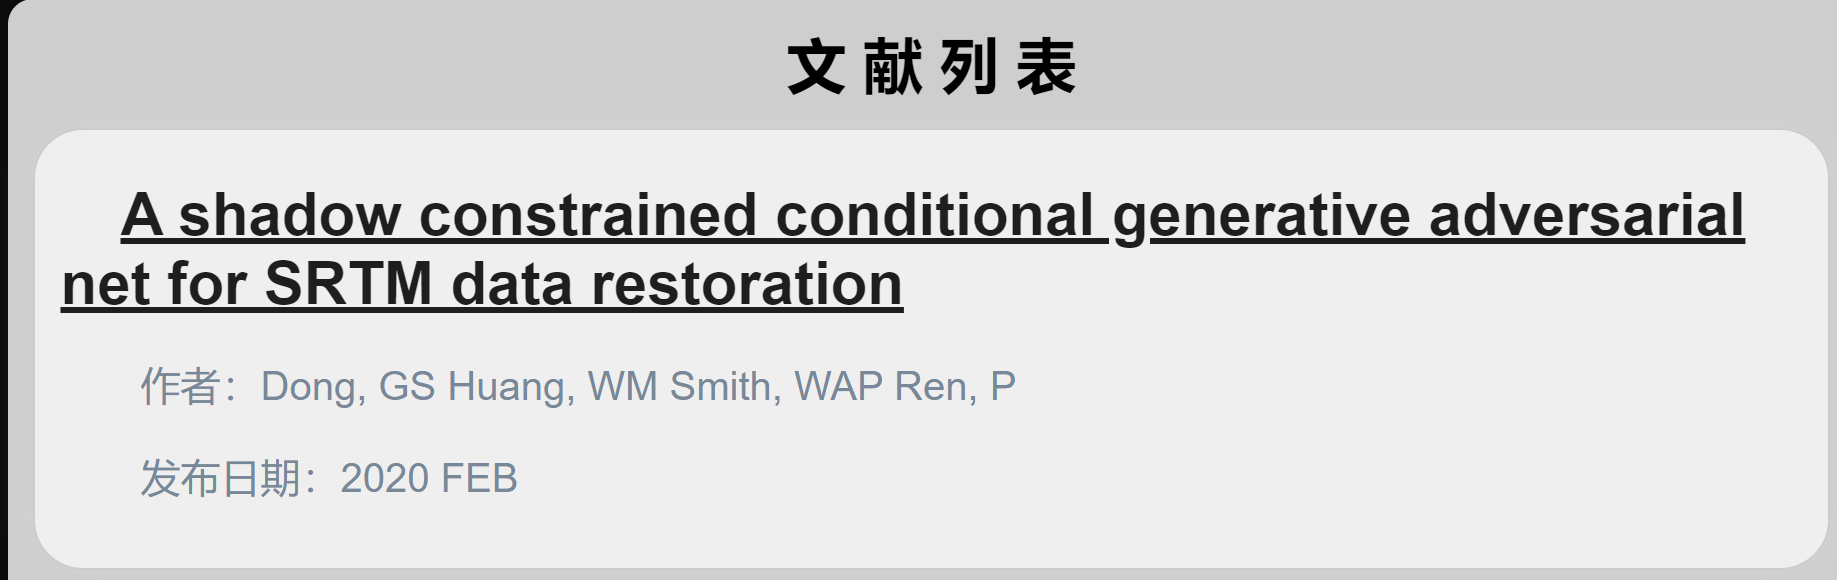 文献列表
A shadow constrained conditional generative adversarial
net for SRTM data restoration
作者：Dong, GS Huang, WM Smith, WAP Ren, P
发布日期：2020 FEB